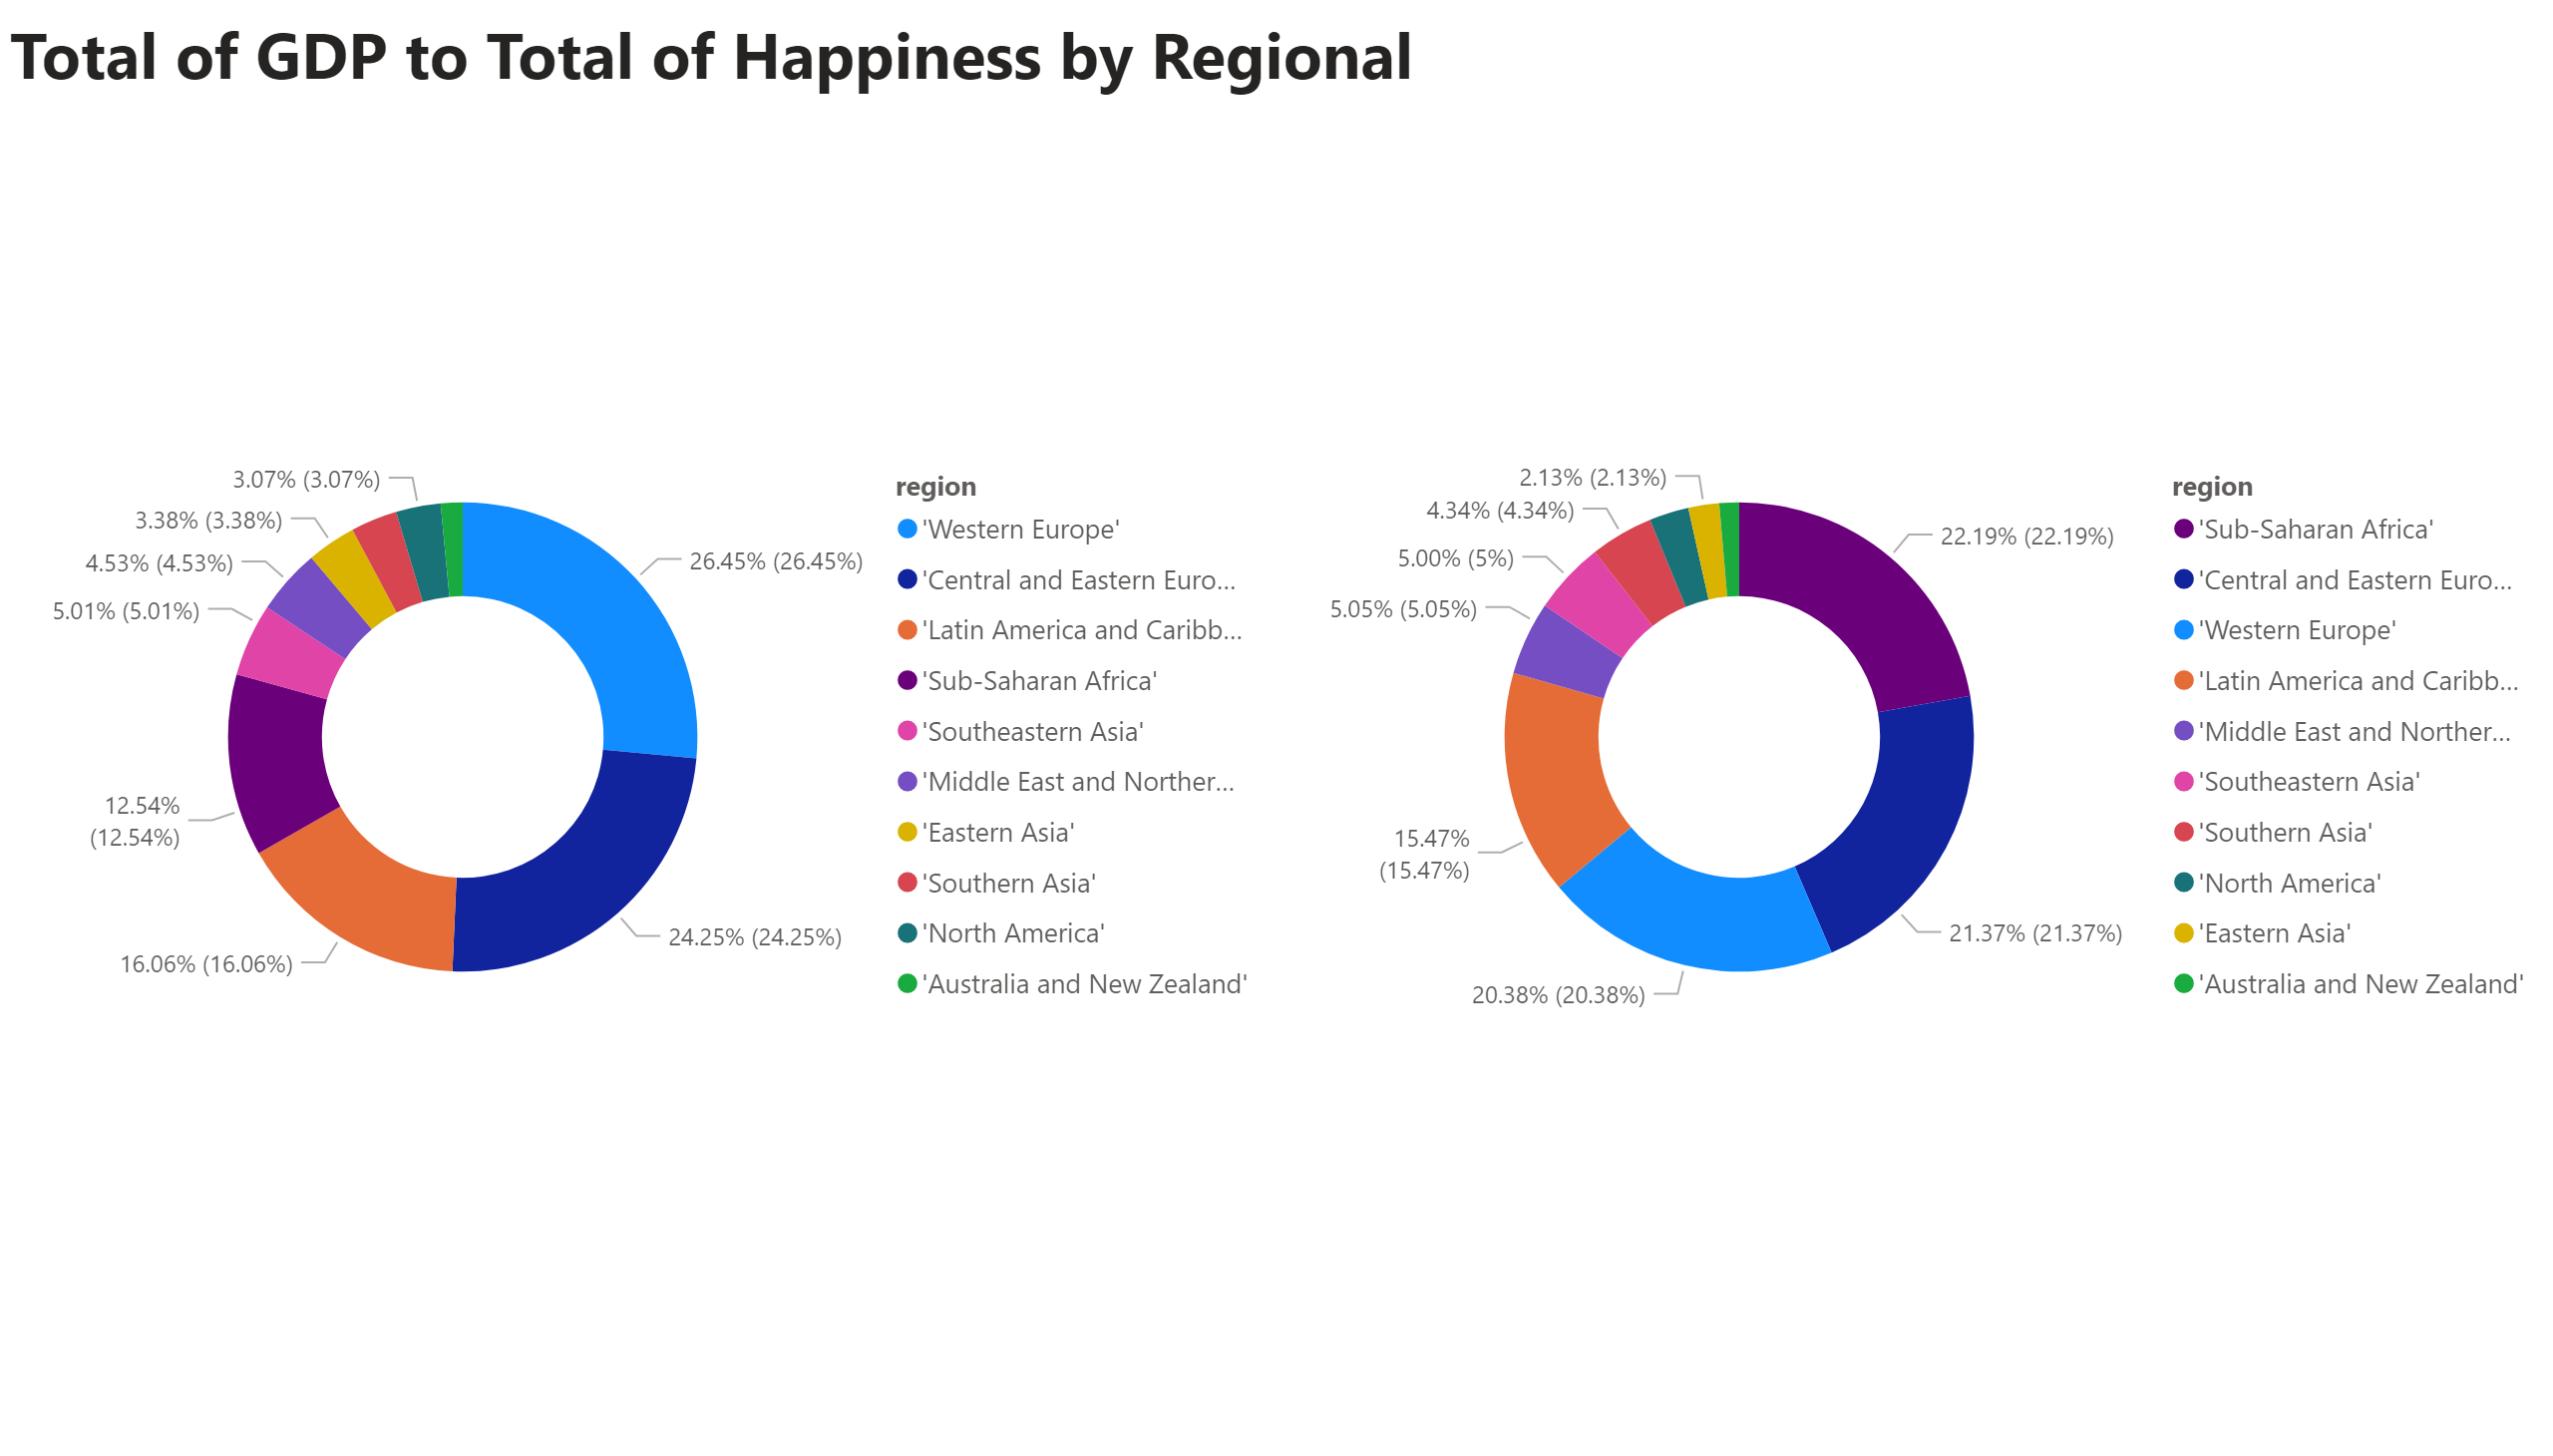 Total of GDP to Total of Happiness by Regional
3.07% (3.07%)
3.38% (3.38%)
4.53% (4.53%)
5.01% (5.01%)
12.54%
(12.54%)
16.06% (16.06%)
26.45% (26.45%)
24.25% (24.25%)
region
'Western Europe'
'Central and Eastern Euro...
'Latin America and Caribb...
'Sub-Saharan Africa'
'Southeastern Asia'
'Middle East and Norther...
'Eastern Asia'
'Southern Asia'
'North America'
'Australia and New Zealand'
2.13% (2.13%)
4.34% (4.34%)
5.00% (5%)
5.05% (5.05%)
15.47%
(15.47%)
20.38% (20.38%)
22.19% (22.19%)
21.37% (21.37%)
region
'Sub-Saharan Africa'
'Central and Eastern Euro...
'Western Europe'
'Latin America and Caribb...
'Middle East and Norther...
'Southeastern Asia'
'Southern Asia'
'North America'
'Eastern Asia'
'Australia and New Zealand'